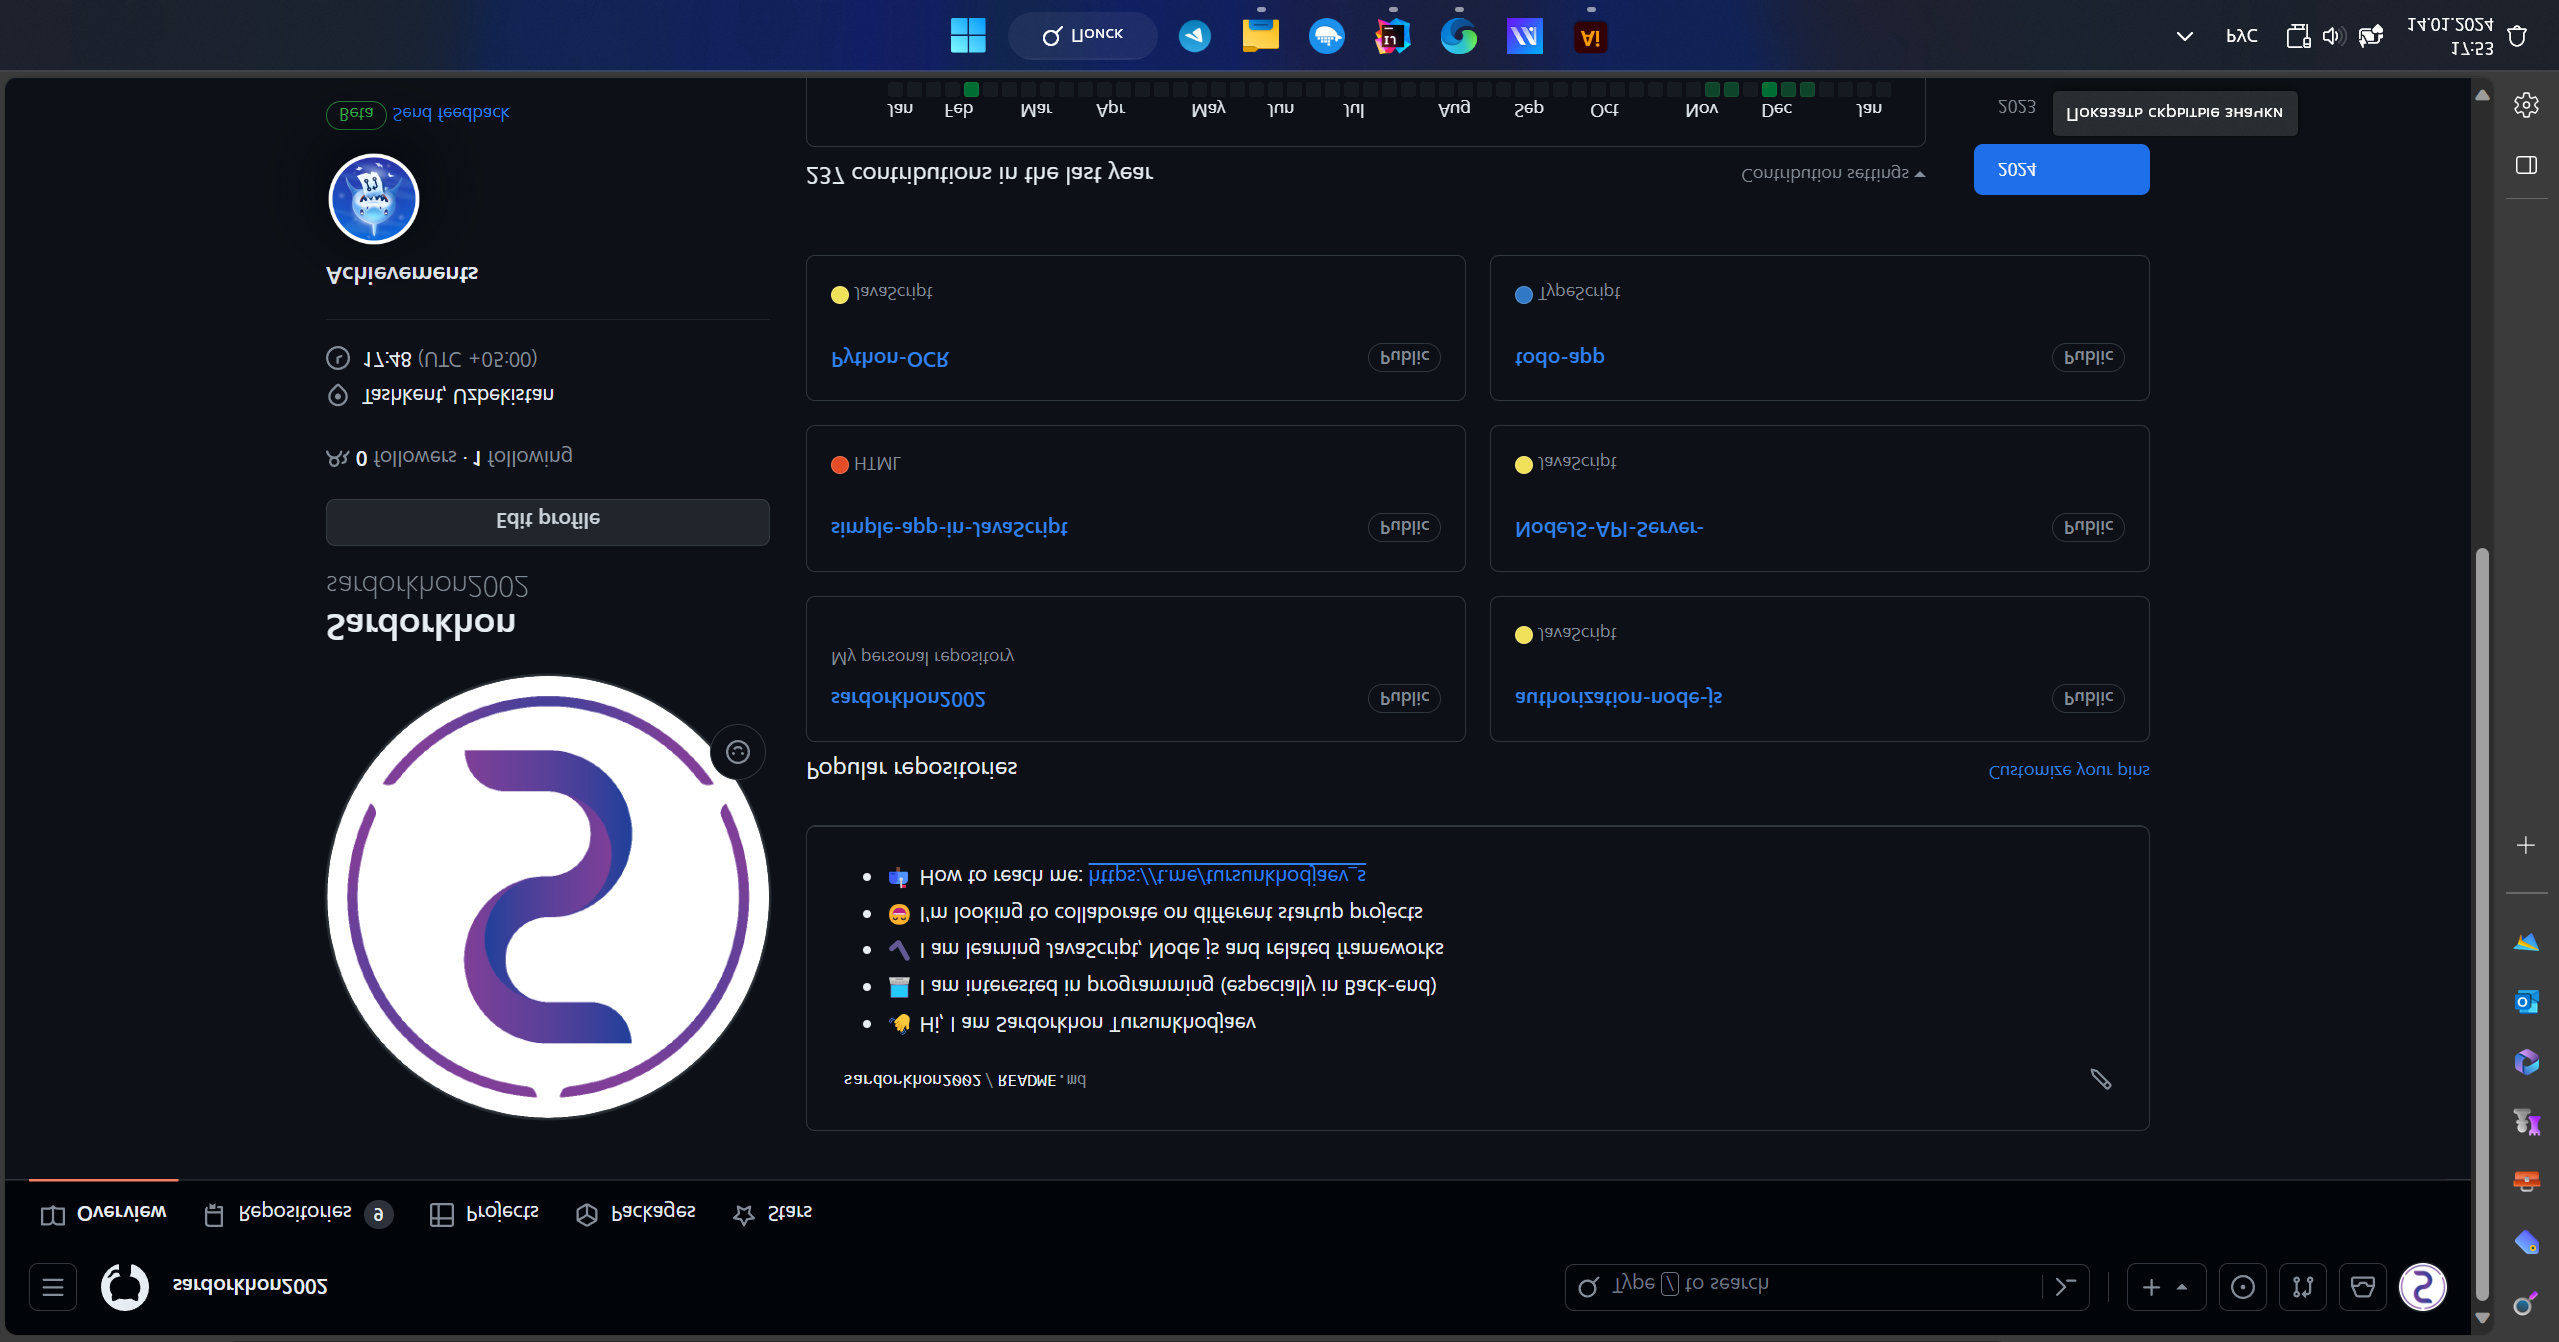 sardorkhon2002
Type / to search
Overview
Repositories 9
Projects
Packages
Stars
Sardorkhon
sardorkhon2002
Edit profile
0 followers · 1 following
Tashkent, Uzbekistan
17:48 (UTC +05:00)
Achievements
Beta Send feedback
sardorkhon2002 / README.md
Hi, I am Sardorkhon Tursunkhodjaev
I am interested in programming (especially in Back-end)
I am learning JavaScript, Node.js and related frameworks
I'm looking to collaborate on different startup projects
How to reach me: https://t.me/tursunkhodjaev_s
Popular repositories
Customize your pins
sardorkhon2002 Public
My personal repository
authorization-node-js Public
JavaScript
simple-app-in-JavaScript Public
HTML
NodeJS-API-Server- Public
JavaScript
Python-OCR Public
JavaScript
todo-app Public
TypeScript
237 contributions in the last year
Contribution settings
2024
2023
Jan Feb Mar Apr May Jun Jul Aug Sep Oct Nov Dec Jan
Показать скрытые значки
Поиск
Ai
РУС
17:53
14.01.2024